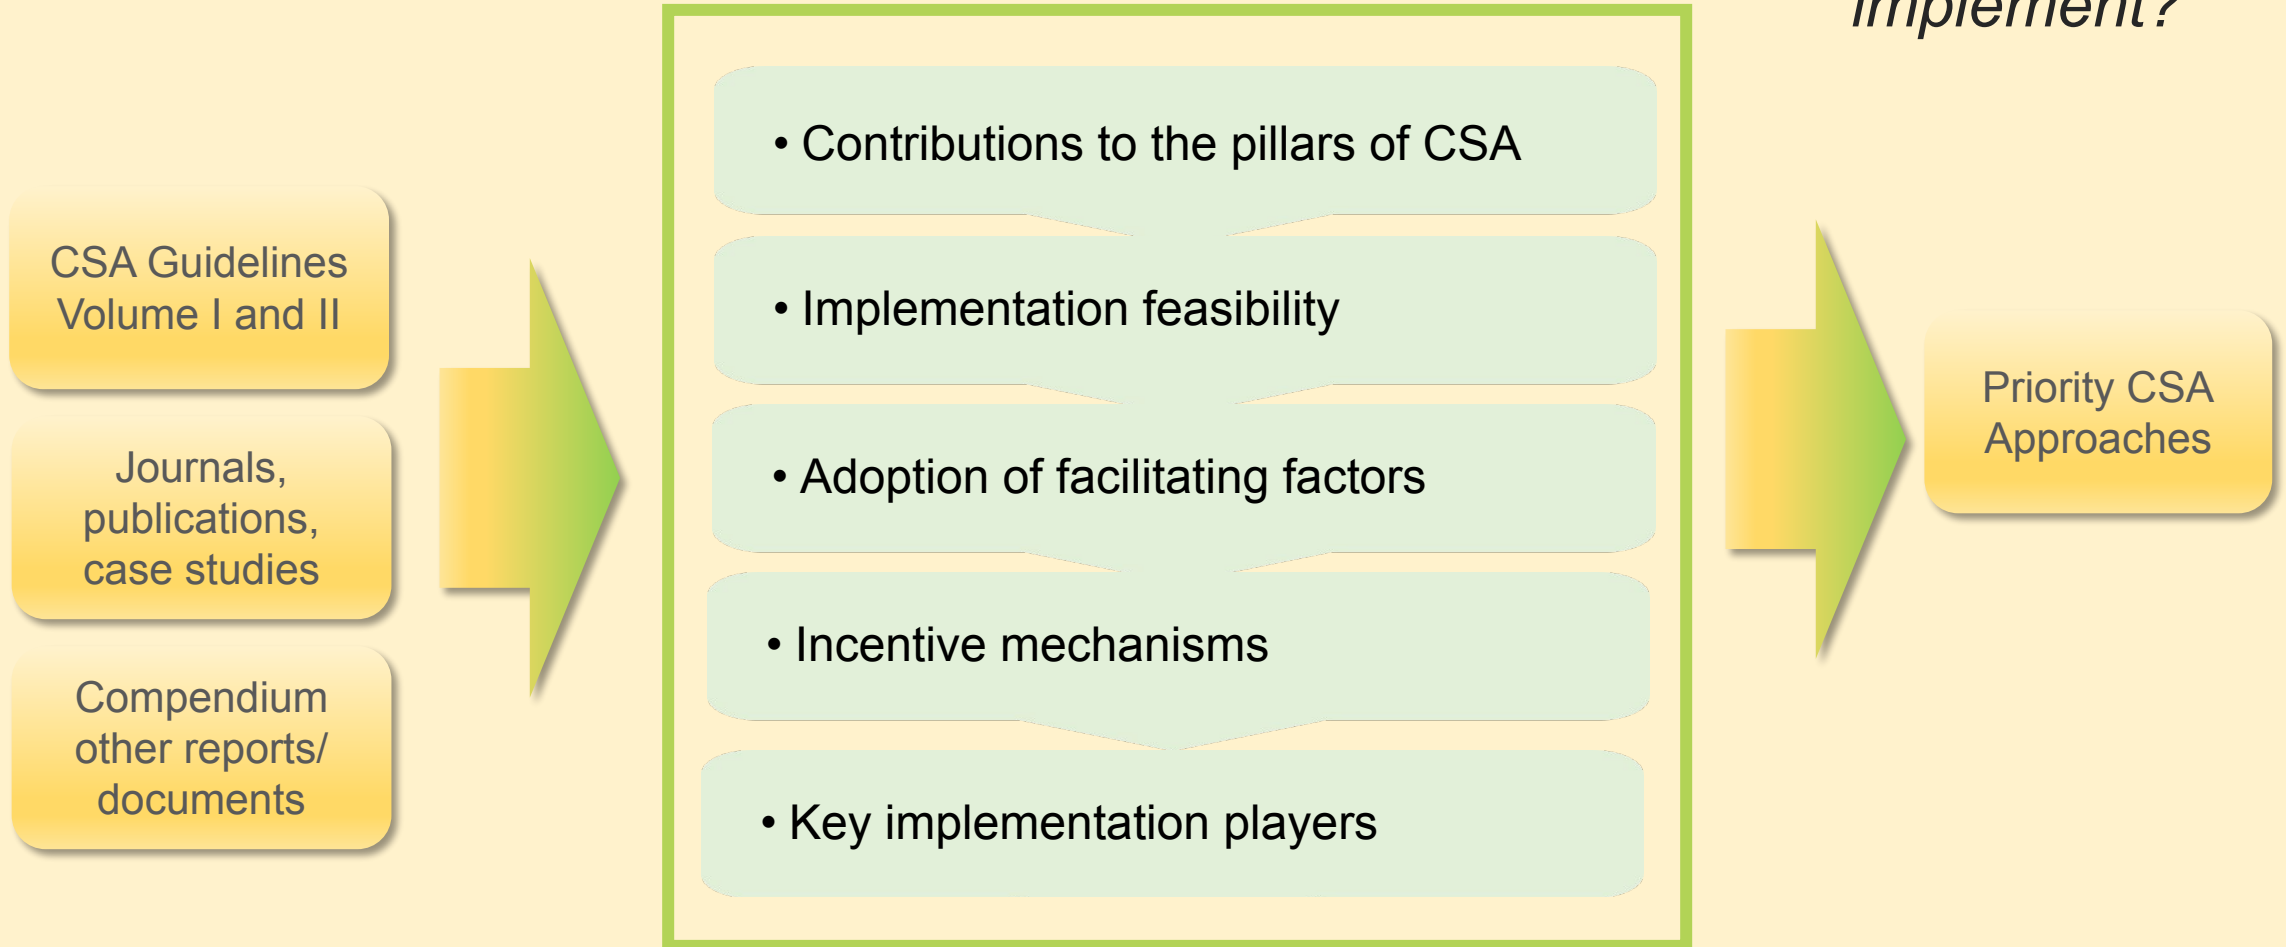 implement?
CSA Guidelines
Volume I and II
Journals,
publications,
case studies
Compendium
other reports/
documents
• Contributions to the pillars of CSA
• Implementation feasibility
• Adoption of facilitating factors
• Incentive mechanisms
• Key implementation players
Priority CSA
Approaches